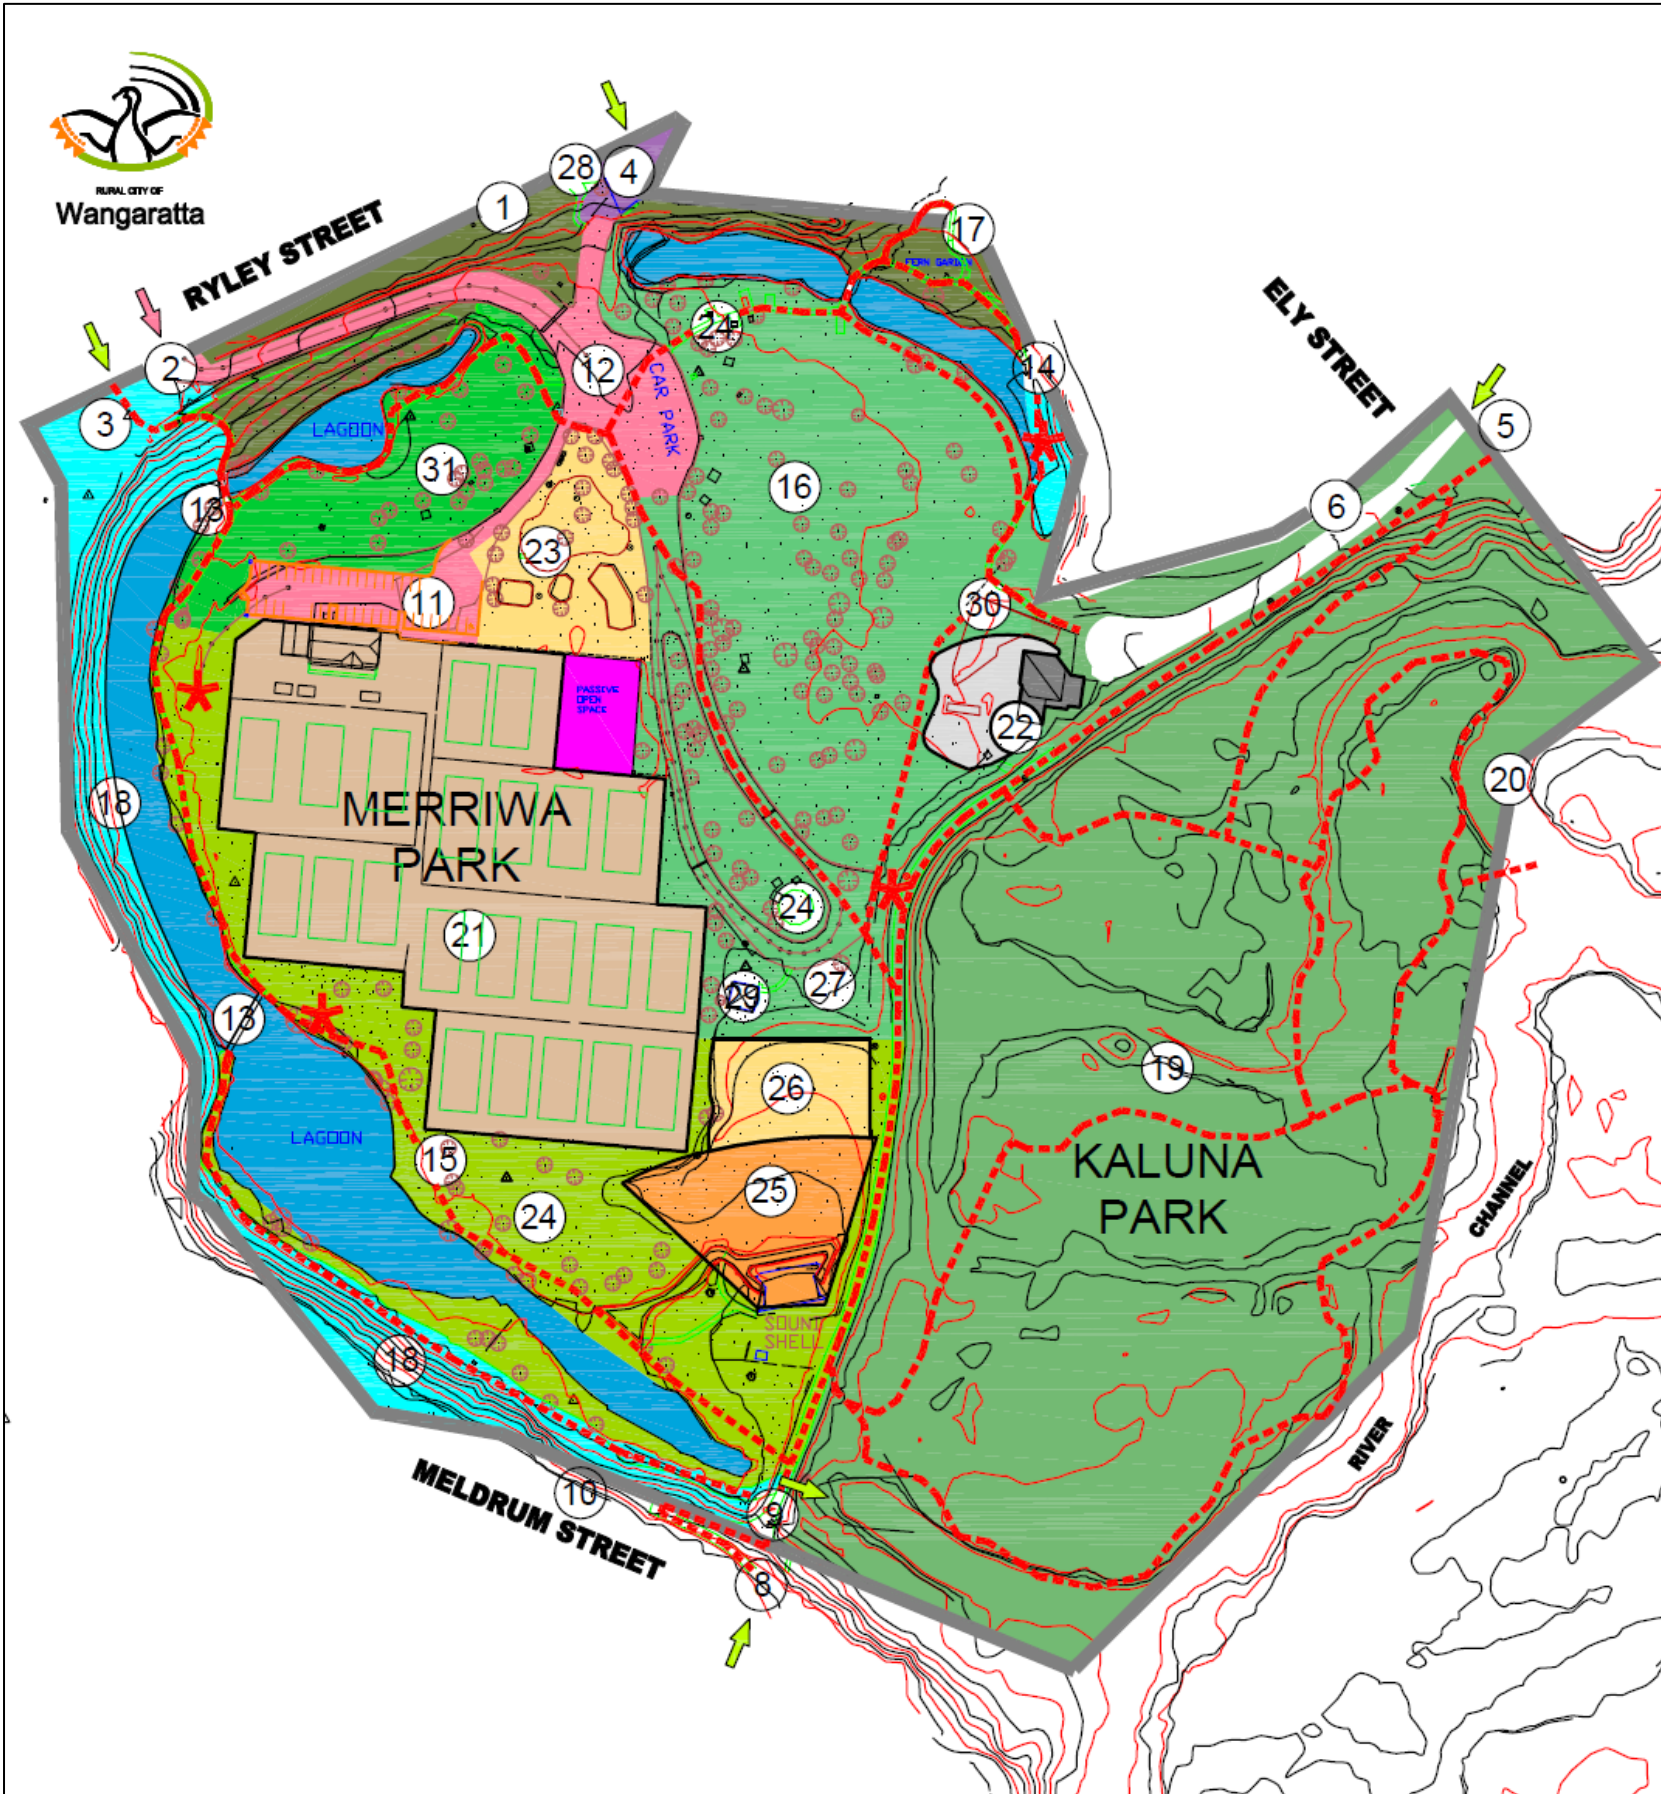 RURAL CITY OF
Wangaratta
RYLEY STREET
28
4
1
17
FERN GARDEN
ELY STREET
2
3
24
14
12
CAR PARK
5
LAGOON
31
16
6
13
23
11
30
PASSIVE
OPEN
SPACE
22
18
MERRIWA
PARK
20
24
21
29
27
13
26
19
LAGOON
15
25
24
KALUNA
PARK
CHANNEL
SOUND
SHELL
18
RIVER
MELDRUM STREET
10
9
8